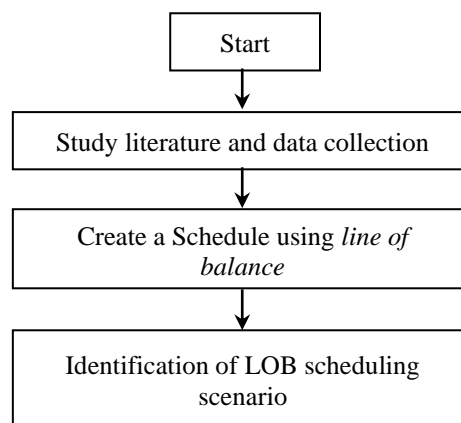 Start
Study literature and data collection
Create a Schedule using line of
balance
Identification of LOB scheduling
scenario